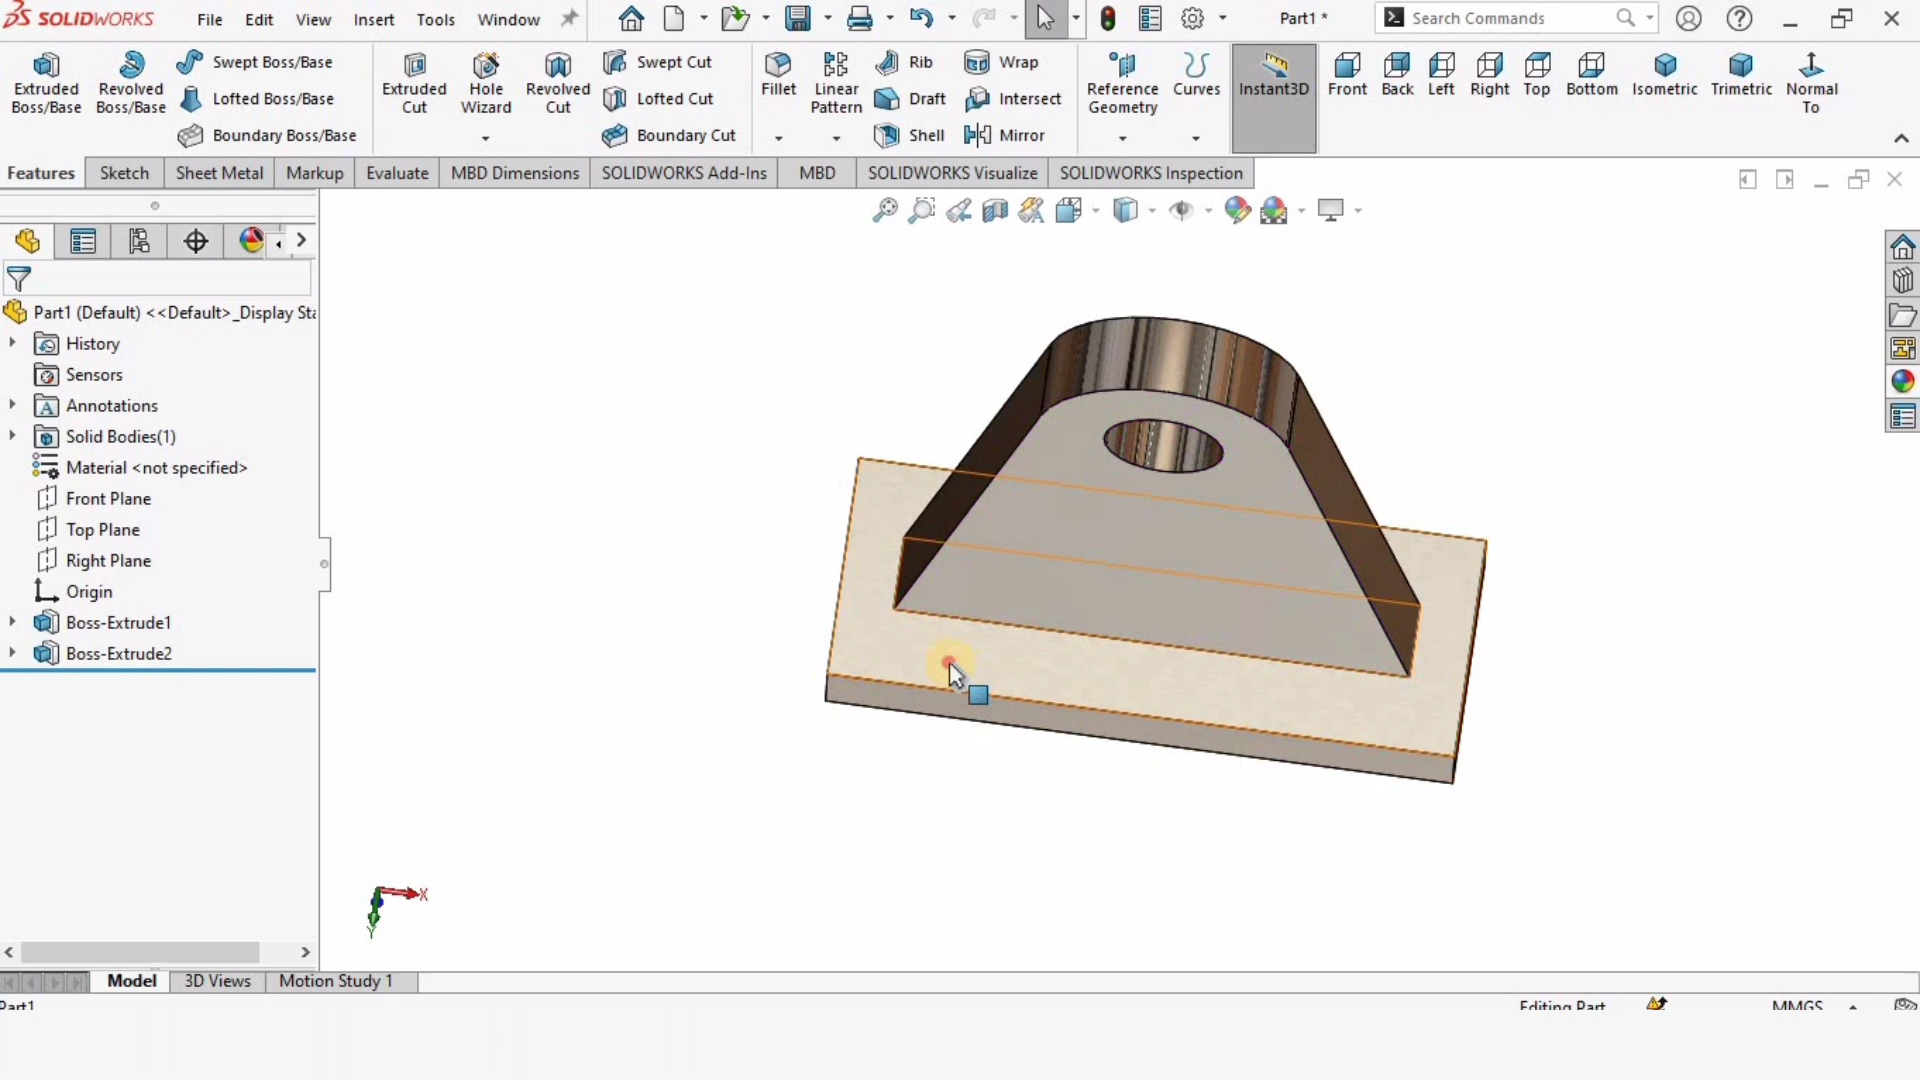 SOLIDWORKS File Edit View Insert Tools Window Part1 * Search Commands
Extruded Boss/Base
Revolved Boss/Base
Swept Boss/Base
Lofted Boss/Base
Boundary Boss/Base
Extruded Cut
Hole Wizard
Revolved Cut
Swept Cut
Lofted Cut
Boundary Cut
Fillet
Linear Pattern
Rib
Draft
Shell
Wrap
Intersect
Mirror
Reference Geometry
Curves
Instant3D
Front
Back
Left
Right
Top
Bottom
Isometric
Trimetric
Normal To
Features Sketch Sheet Metal Markup Evaluate MBD Dimensions SOLIDWORKS Add-Ins MBD SOLIDWORKS Visualize SOLIDWORKS Inspection
Part1 (Default) <<Default>_Display Sta
History
Sensors
Annotations
Solid Bodies(1)
Material <not specified>
Front Plane
Top Plane
Right Plane
Origin
Boss-Extrude1
Boss-Extrude2
X
Y
Model 3D Views Motion Study 1
Part1 Editing Part MMGS